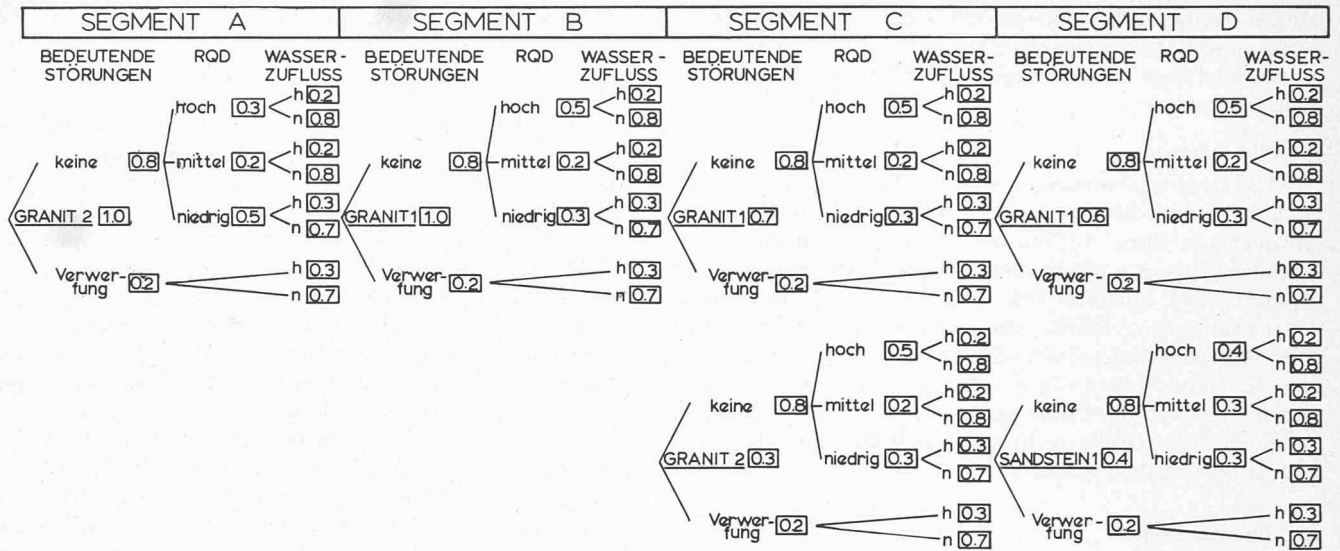 SEGMENT A
BEDEUTENDE STÖRUNGEN
RQD
WASSER-
ZUFLUSS
hoch 0.3
h 0.2
n 0.8
keine 0.8
mittel 0.2
h 0.2
n 0.8
GRANIT 2 1.0
niedrig 0.5
h 0.3
n 0.7
Verwer-
fung 0.2
h 0.3
n 0.7
SEGMENT B
BEDEUTENDE STÖRUNGEN
RQD
WASSER-
ZUFLUSS
hoch 0.5
h 0.2
n 0.8
keine 0.8
mittel 0.2
h 0.2
n 0.8
GRANIT 1 1.0
niedrig 0.3
h 0.3
n 0.7
Verwer-
fung 0.2
h 0.3
n 0.7
SEGMENT C
BEDEUTENDE STÖRUNGEN
RQD
WASSER-
ZUFLUSS
hoch 0.5
h 0.2
n 0.8
keine 0.8
mittel 0.2
h 0.2
n 0.8
GRANIT 1 0.7
niedrig 0.3
h 0.3
n 0.7
Verwer-
fung 0.2
h 0.3
n 0.7
hoch 0.5
h 0.2
n 0.8
keine 0.8
mittel 0.2
h 0.2
n 0.8
GRANIT 2 0.3
niedrig 0.3
h 0.3
n 0.7
Verwer-
fung 0.2
h 0.3
n 0.7
SEGMENT D
BEDEUTENDE STÖRUNGEN
RQD
WASSER-
ZUFLUSS
hoch 0.5
h 0.2
n 0.8
keine 0.8
mittel 0.2
h 0.2
n 0.8
GRANIT 1 0.6
niedrig 0.3
h 0.3
n 0.7
Verwer-
fung 0.2
h 0.3
n 0.7
hoch 0.4
h 0.2
n 0.8
keine 0.8
mittel 0.3
h 0.2
n 0.8
SANDSTEIN 1 0.4
niedrig 0.3
h 0.3
n 0.7
Verwer-
fung 0.2
h 0.3
n 0.7